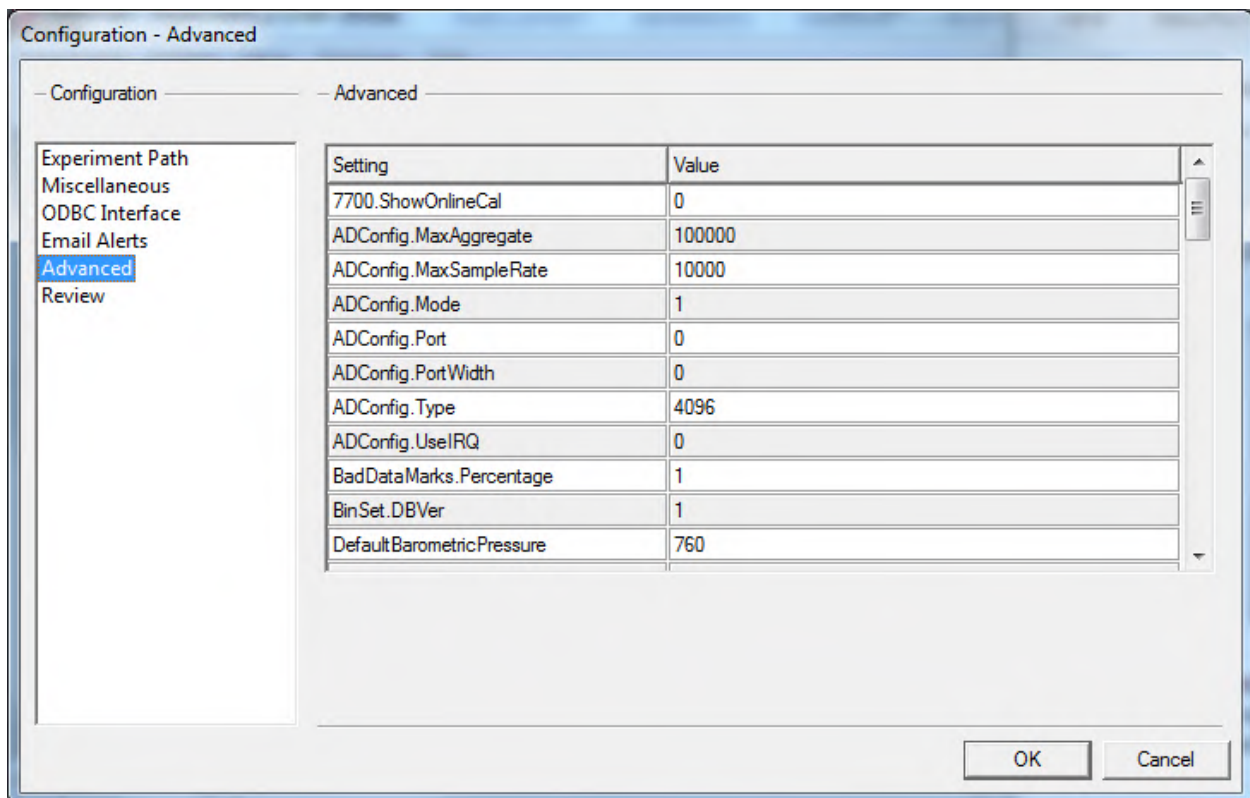 Configuration - Advanced
Configuration
Advanced
Experiment Path
Miscellaneous
ODBC Interface
Email Alerts
Advanced
Review
Setting Value
7700.ShowOnlineCal 0
ADConfig.MaxAggregate 100000
ADConfig.MaxSampleRate 10000
ADConfig.Mode 1
ADConfig.Port 0
ADConfig.PortWidth 0
ADConfig.Type 4096
ADConfig.UseIRQ 0
BadDataMarks.Percentage 1
BinSet.DBVer 1
DefaultBarometricPressure 760
OK Cancel